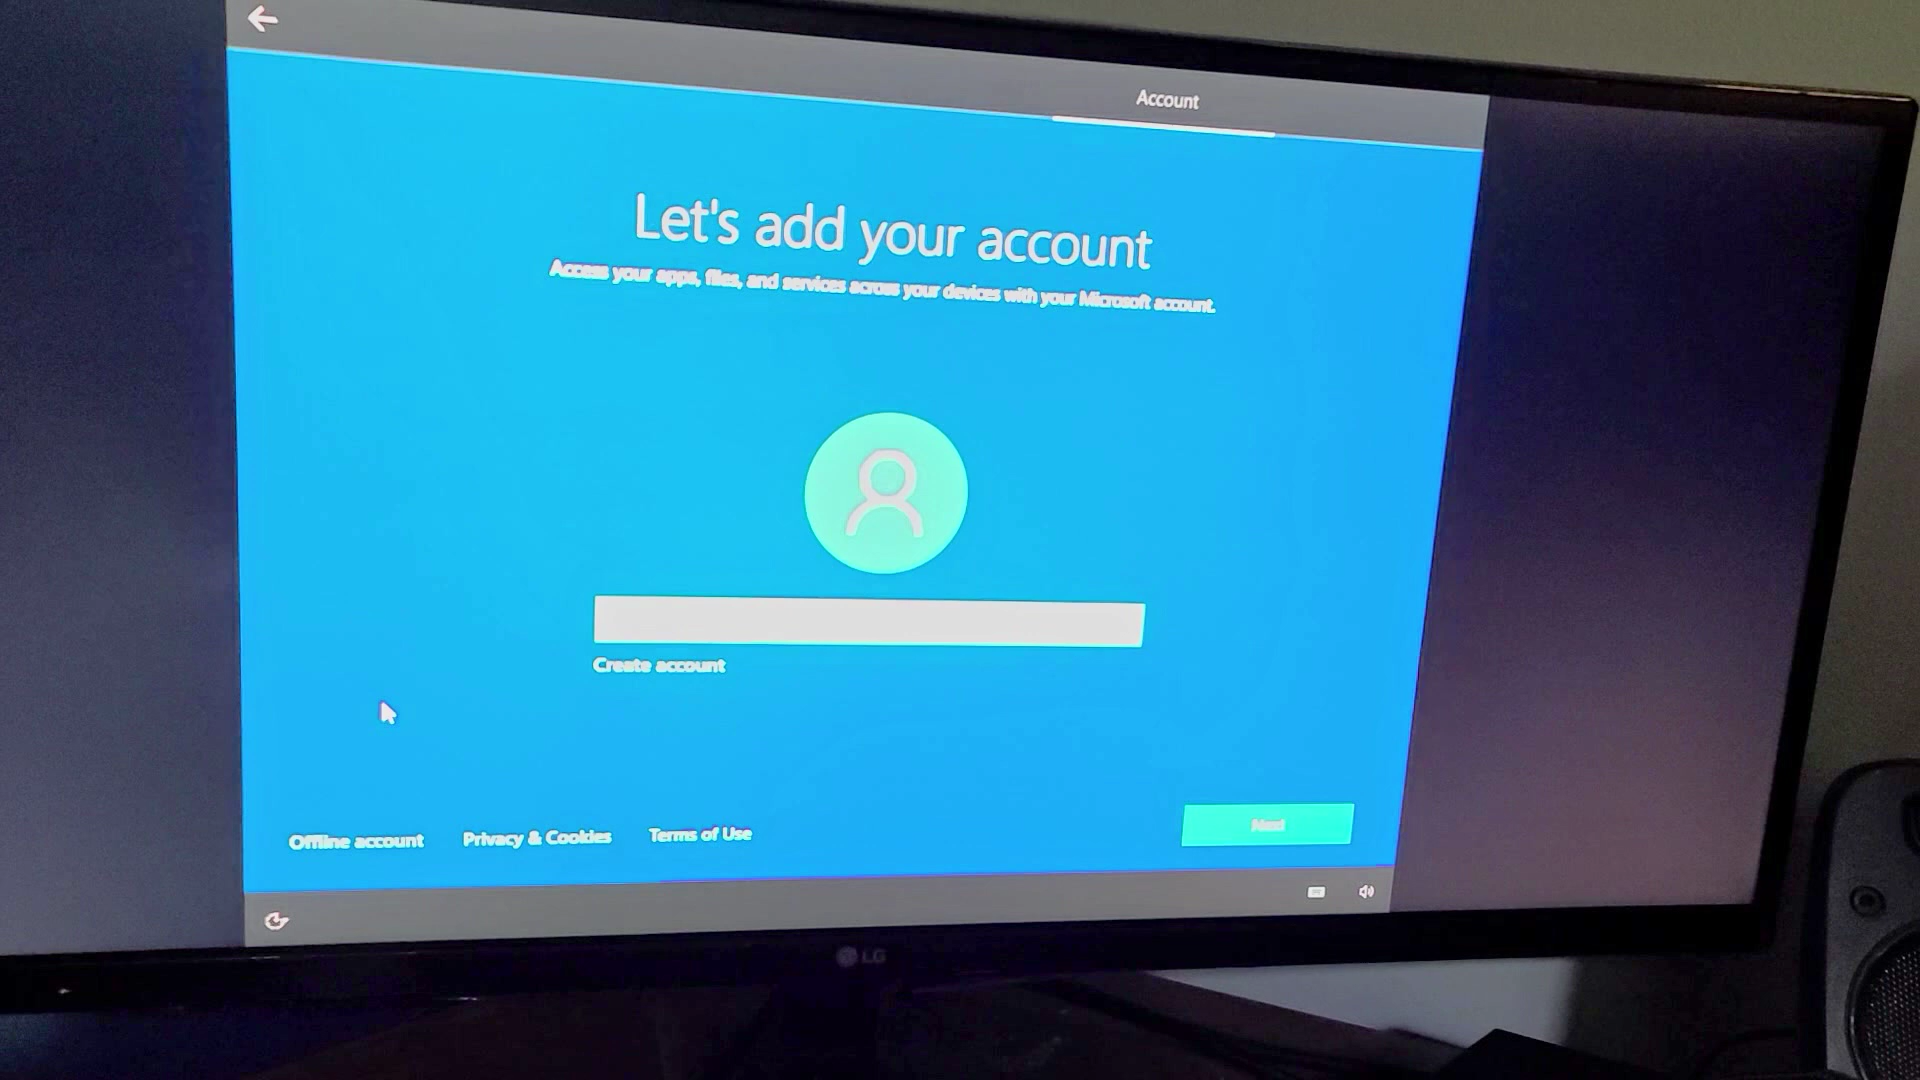 Account
Let's add your account
Access your apps, files, and services across your devices with your Microsoft account.
Create account
Offline account Privacy & Cookies Terms of Use Next
LG